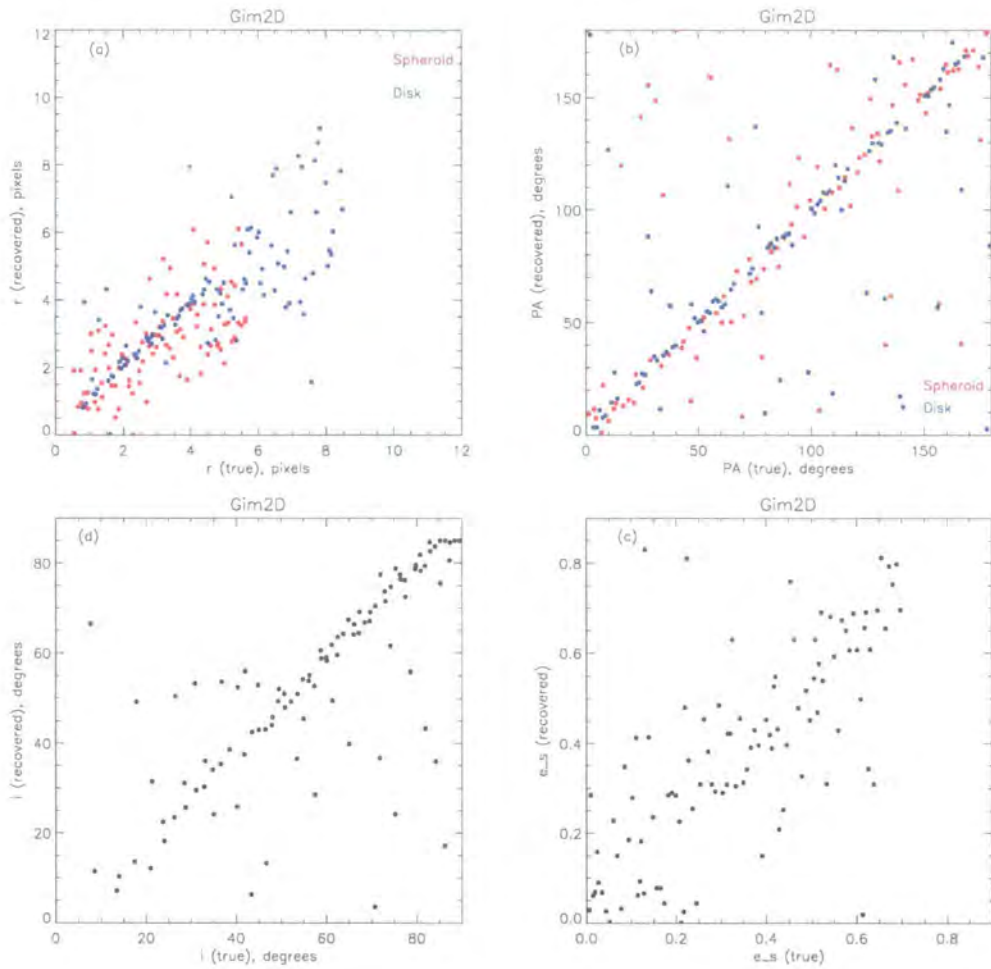 Gim2D
(a)
Spheroid
Disk
12
10
8
6
4
2
0
r (recovered), pixels
0 2 4 6 8 10 12
r (true), pixels
Gim2D
(b)
Spheroid
Disk
150
100
50
0
PA (recovered), degrees
0 50 100 150
PA (true), degrees
Gim2D
(d)
80
60
40
20
0
i (recovered), degrees
0 20 40 60 80
i (true), degrees
Gim2D
(c)
0.8
0.6
0.4
0.2
0.0
e_s (recovered)
0.0 0.2 0.4 0.6 0.8
e_s (true)